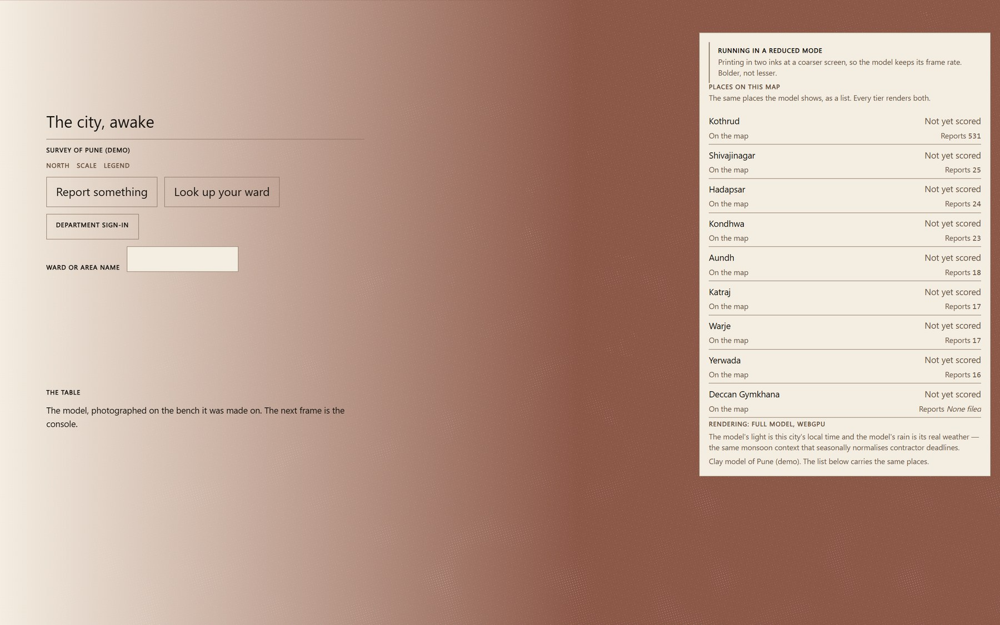 The city, awake
SURVEY OF PUNE (DEMO)
NORTH SCALE LEGEND
Report something
Look up your ward
DEPARTMENT SIGN-IN
WARD OR AREA NAME
THE TABLE
The model, photographed on the bench it was made on. The next frame is the
console.
RUNNING IN A REDUCED MODE
Printing in two inks at a coarser screen, so the model keeps its frame rate.
Bolder, not lesser.
PLACES ON THIS MAP
The same places the model shows, as a list. Every tier renders both.
Kothrud Not yet scored
On the map Reports 531
Shivajinagar Not yet scored
On the map Reports 25
Hadapsar Not yet scored
On the map Reports 24
Kondhwa Not yet scored
On the map Reports 23
Aundh Not yet scored
On the map Reports 18
Katraj Not yet scored
On the map Reports 17
Warje Not yet scored
On the map Reports 17
Yerwada Not yet scored
On the map Reports 16
Deccan Gymkhana Not yet scored
On the map Reports None filed
RENDERING: FULL MODEL, WEBGPU
The model's light is this city's local time and the model's rain is its real weather —
the same monsoon context that seasonally normalises contractor deadlines.
Clay model of Pune (demo). The list below carries the same places.